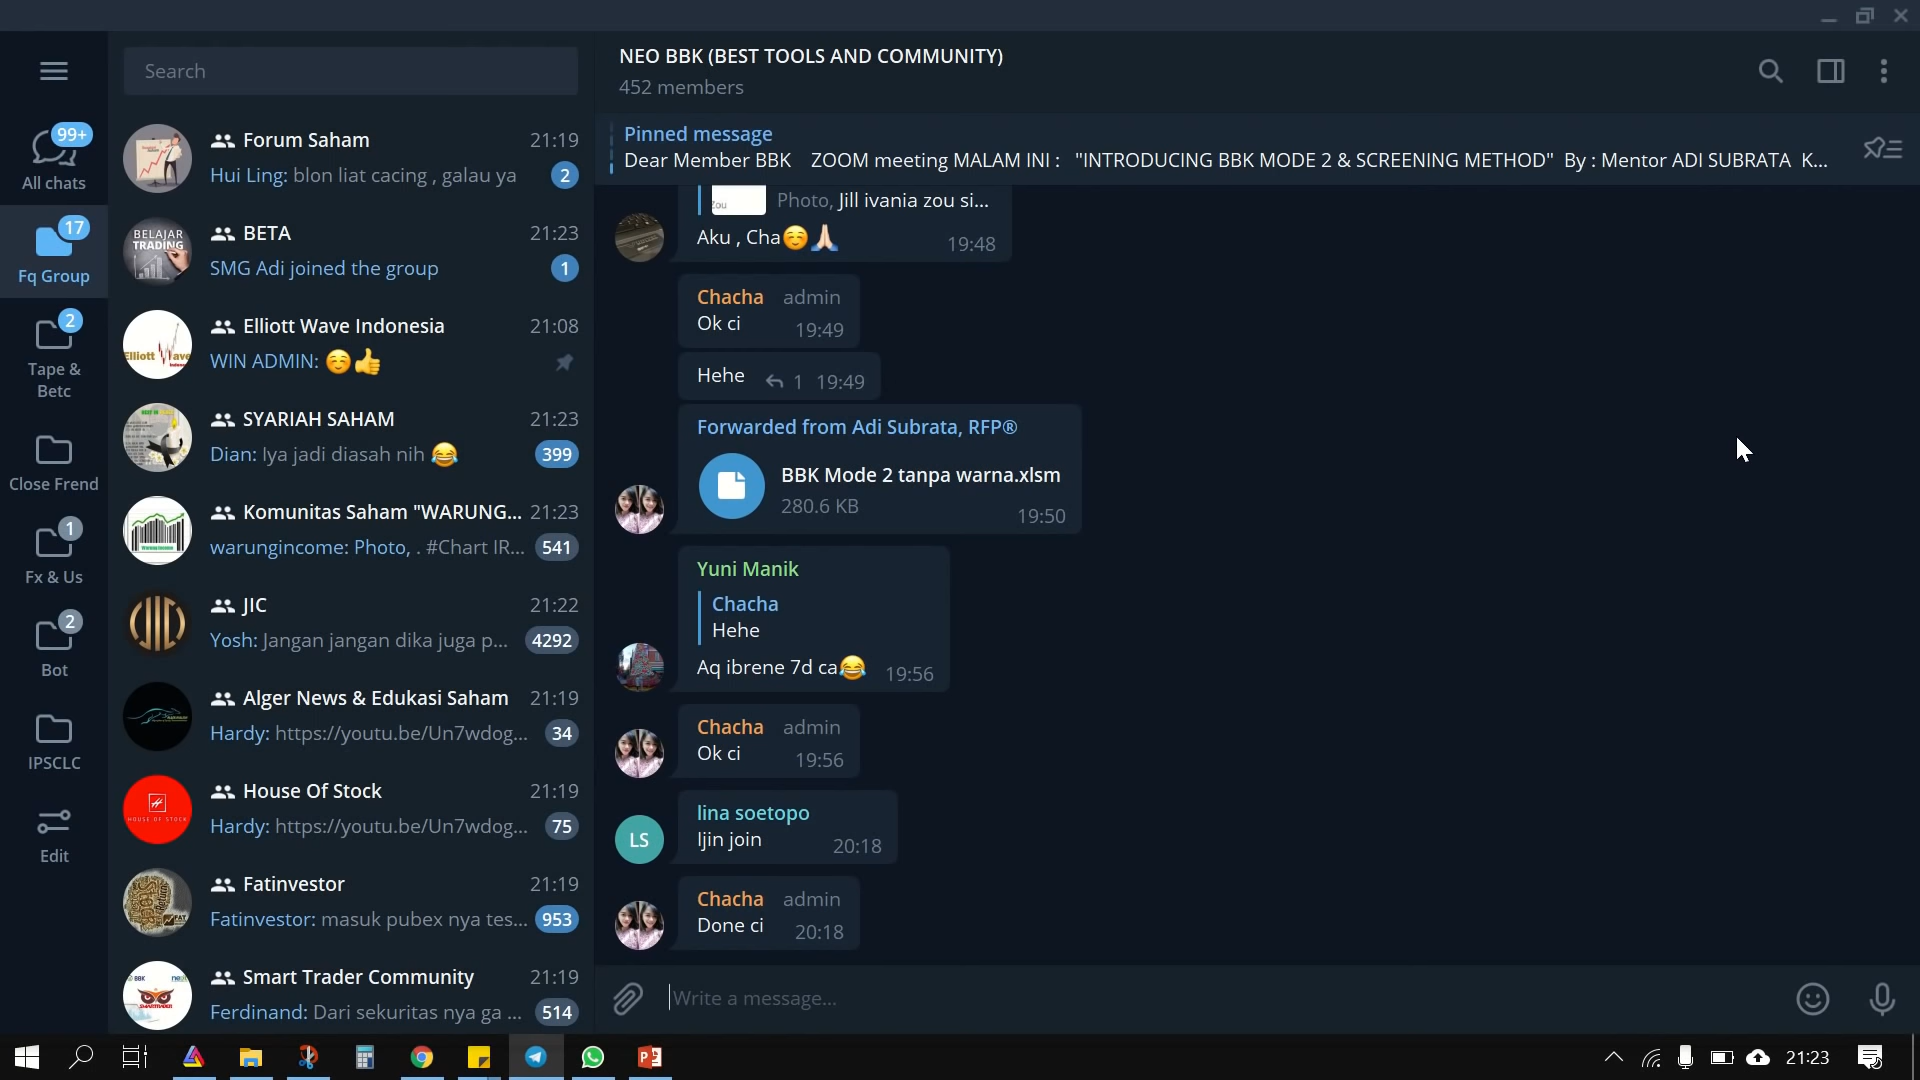 Search
NEO BBK (BEST TOOLS AND COMMUNITY)
452 members
Pinned message
Dear Member BBK ZOOM meeting MALAM INI : "INTRODUCING BBK MODE 2 & SCREENING METHOD" By : Mentor ADI SUBRATA K...
99+
All chats
17
Fq Group
2
Tape &
Betc
Close Frend
1
Fx & Us
2
Bot
IPSCLC
Edit
Forum Saham 21:19
Hui Ling: blon liat cacing , galau ya 2
BELAJAR
TRADING
BETA 21:23
SMG Adi joined the group 1
Elliott Wave Indonesia 21:08
WIN ADMIN: ☺️👍
SYARIAH SAHAM 21:23
Dian: Iya jadi diasah nih 😂 399
Komunitas Saham "WARUNG... 21:23
warungincome: Photo, . #Chart IR... 541
JIC 21:22
Yosh: Jangan jangan dika juga p... 4292
Alger News & Edukasi Saham 21:19
Hardy: https://youtu.be/Un7wdog... 34
HOUSE OF STOCK
House Of Stock 21:19
Hardy: https://youtu.be/Un7wdog... 75
Fatinvestor 21:19
Fatinvestor: masuk pubex nya tes... 953
BBK
Smart Trader Community 21:19
Ferdinand: Dari sekuritas nya ga ... 514
Zou
Photo, Jill ivania zou si...
Aku , Cha☺️🙏🏻 19:48
Chacha admin
Ok ci 19:49
Hehe 1 19:49
Forwarded from Adi Subrata, RFP®
BBK Mode 2 tanpa warna.xlsm
280.6 KB 19:50
Yuni Manik
Chacha
Hehe
Aq ibrene 7d ca😂 19:56
Chacha admin
Ok ci 19:56
LS
lina soetopo
Ijin join 20:18
Chacha admin
Done ci 20:18
Write a message...
21:23